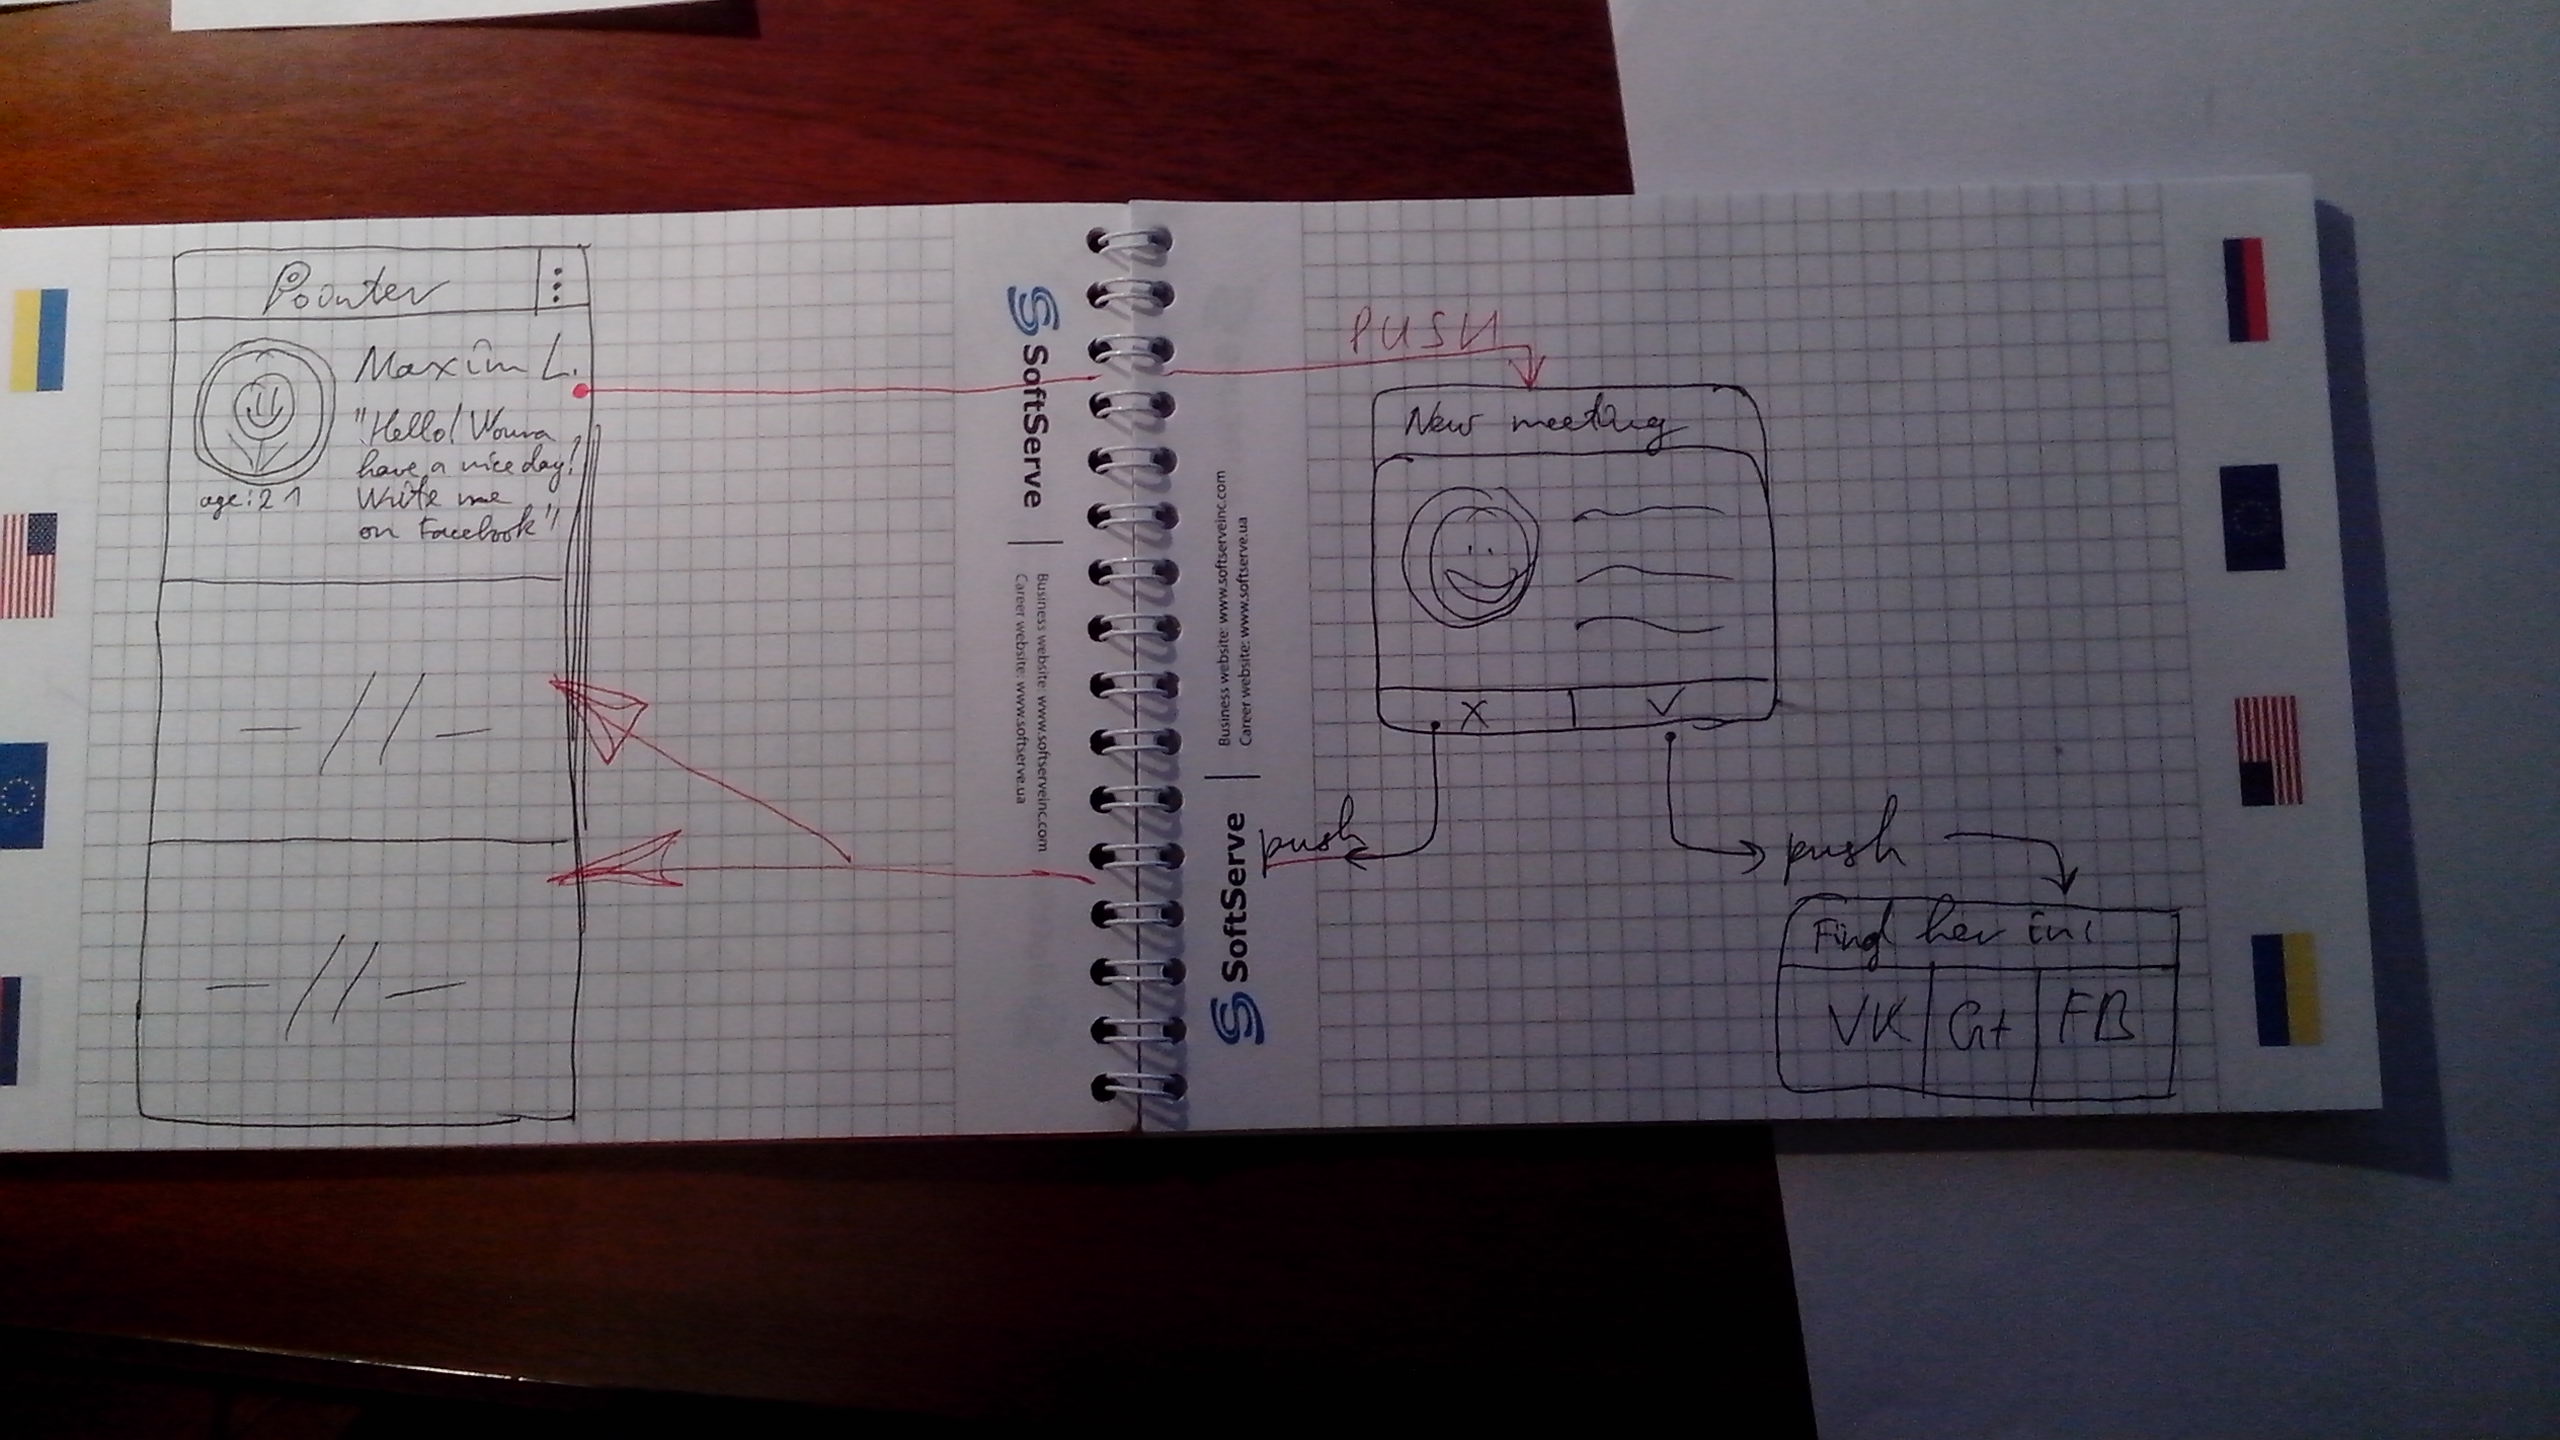 Pointer
Maxim L.
"Hello! Wonna
have a nice day!
Write me
on Facebook"
age: 21
SoftServe
Business website: www.softserveinc.com
Career website: www.softserve.ua
SoftServe
Business website: www.softserveinc.com
Career website: www.softserve.ua
PUSH
New meeting
X
push
push
Find her in:
VK
G+
FB